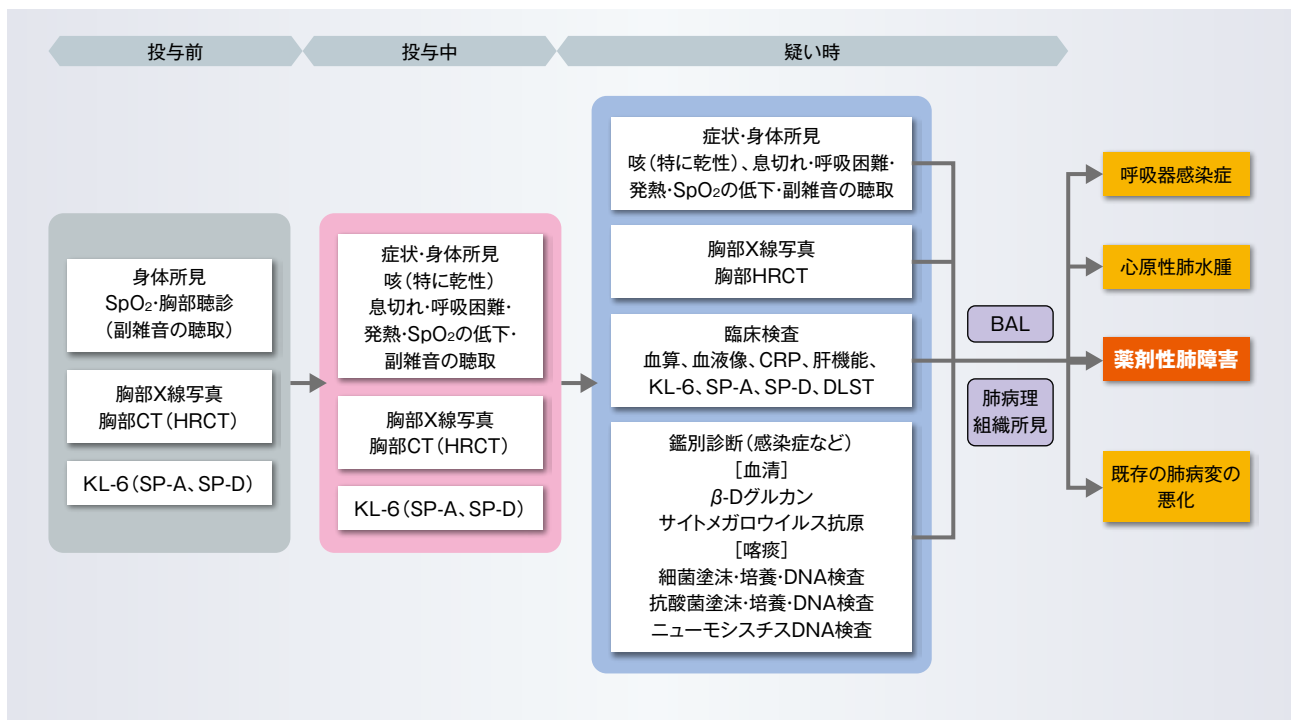 投与前
投与中
疑い時
身体所見
SpO₂・胸部聴診
（副雑音の聴取）
胸部X線写真
胸部CT（HRCT）
KL-6（SP-A、SP-D）
症状・身体所見
咳（特に乾性）
息切れ・呼吸困難・
発熱・SpO₂の低下・
副雑音の聴取
胸部X線写真
胸部CT（HRCT）
KL-6（SP-A、SP-D）
症状・身体所見
咳（特に乾性）、息切れ・呼吸困難・
発熱・SpO₂の低下・副雑音の聴取
胸部X線写真
胸部HRCT
臨床検査
血算、血液像、CRP、肝機能、
KL-6、SP-A、SP-D、DLST
鑑別診断（感染症など）
［血清］
β-Dグルカン
サイトメガロウイルス抗原
［喀痰］
細菌塗沫・培養・DNA検査
抗酸菌塗沫・培養・DNA検査
ニューモシスチスDNA検査
BAL
肺病理
組織所見
呼吸器感染症
心原性肺水腫
薬剤性肺障害
既存の肺病変の
悪化